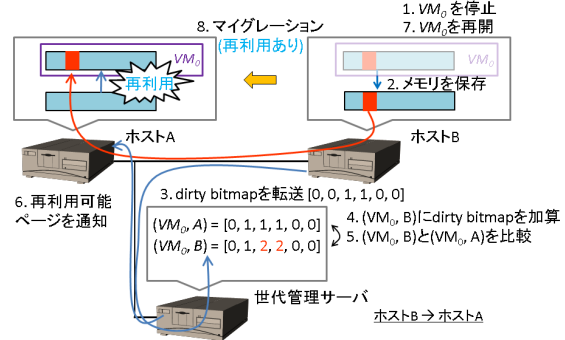 8. マイグレーション
(再利用あり)
1. VM₀ を停止
7. VM₀を再開
VM₀
再利用
VM₀
2. メモリを保存
ホストA
ホストB
6. 再利用可能
ページを通知
3. dirty bitmapを転送 [0, 0, 1, 1, 0, 0]
(VM₀, A) = [0, 1, 1, 1, 0, 0]
(VM₀, B) = [0, 1, 2, 2, 0, 0]
4. (VM₀, B)にdirty bitmapを加算
5. (VM₀, B)と(VM₀, A)を比較
世代管理サーバ
ホストB → ホストA